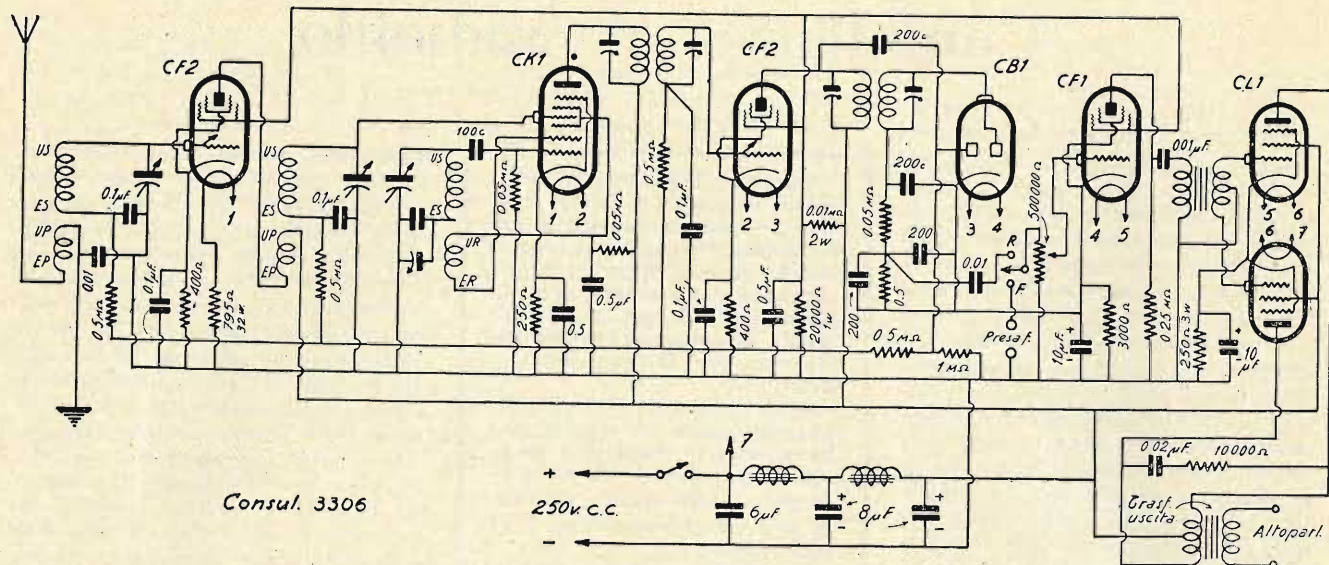 CF2
CK1
CF2
200c
CB1
CF1
CL1
US
ES
UP
EP
0.1µF
0.01
0.5MΩ
0.1µF
400Ω
795Ω
32w
1
US
ES
UP
EP
0.1µF
0.5MΩ
100c
US
ES
UR
ER
0.05MΩ
1
2
250Ω
0.5
0.05MΩ
0.5µF
0.5MΩ
0.1µF
0.1µF
2
3
400Ω
0.5µF
0.01MΩ
2w
20000Ω
1w
200c
0.05MΩ
200
200
0.5
3
4
0.01
R
F
500000Ω
Presa f.
0.5MΩ
1MΩ
4
5
10µF
+
-
3000Ω
0.25MΩ
001µF
5
6
6
7
250Ω 3w
+
-
10
µF
0.02µF
10000Ω
Trasf.
uscita
Altoparl.
Consul. 3306
+
250v. C.C.
-
7
6µF
+
-
8µF
+
-